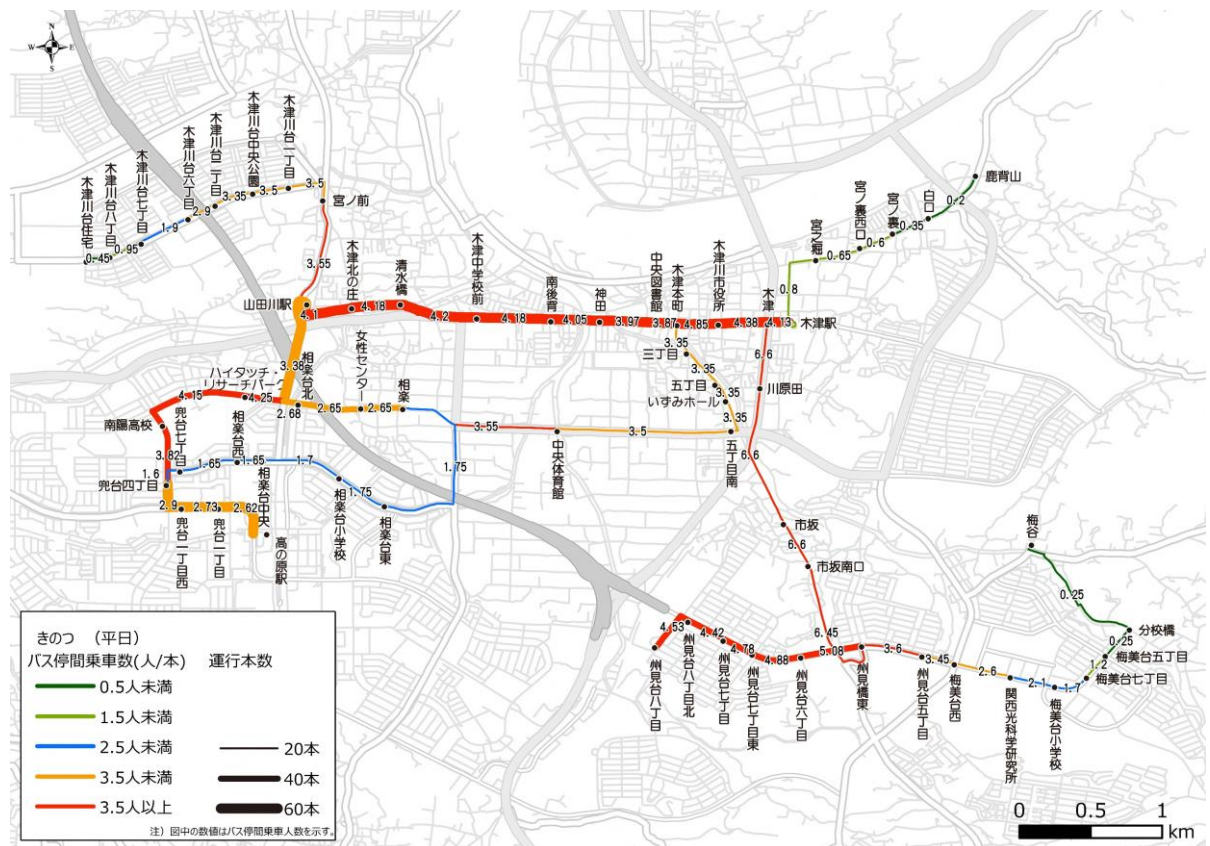 N
W
E
S
木津川台住宅
0.45
木津川台八丁目
0.95
木津川台七丁目
1.9
木津川台六丁目
2.9
木津川台二丁目
3.35
木津川台中央公園
3.5
木津川台一丁目
3.5
宮ノ前
3.55
山田川駅
4.1
木津北の庄
4.18
清水橋
4.2
木津中学校前
4.18
南後背
4.05
神田
3.97
中央図書館
3.87
木津本町
4.85
木津川市役所
4.38
木津
4.13
木津駅
0.8
宮之堀
0.65
宮ノ裏西口
0.6
宮ノ裏
0.35
白口
0.2
鹿背山
3.35
三丁目
3.35
五丁目
3.35
いずみホール
3.35
五丁目南
6.6
川原田
6.6
市坂
6.6
市坂南口
6.45
3.38
相楽台北
ハイタッチ・
リサーチパーク
2.68
2.65
女性センター
2.65
相楽
3.55
中央体育館
3.5
1.75
4.25
4.15
南陽高校
3.82
1.6
兜台四丁目
兜台七丁目
1.65
相楽台西
1.65
1.7
相楽台小学校
1.75
相楽台東
2.9
兜台一丁目西
2.73
兜台一丁目
2.62
相楽台中央
高の原駅
州見台八丁目
4.53
州見台八丁目北
4.42
州見台七丁目
4.78
州見台七丁目東
4.88
州見台六丁目
5.08
州見橋東
3.6
州見台五丁目
3.45
梅美台西
2.6
関西光科学研究所
2.1
梅美台小学校
1.7
梅美台七丁目
1.2
梅美台五丁目
0.25
分校橋
0.25
梅谷
きのつ （平日）
バス停間乗車数(人/本) 運行本数
0.5人未満
1.5人未満
2.5人未満
3.5人未満
3.5人以上
20本
40本
60本
注）図中の数値はバス停間乗車人数を示す。
0 0.5 1
km